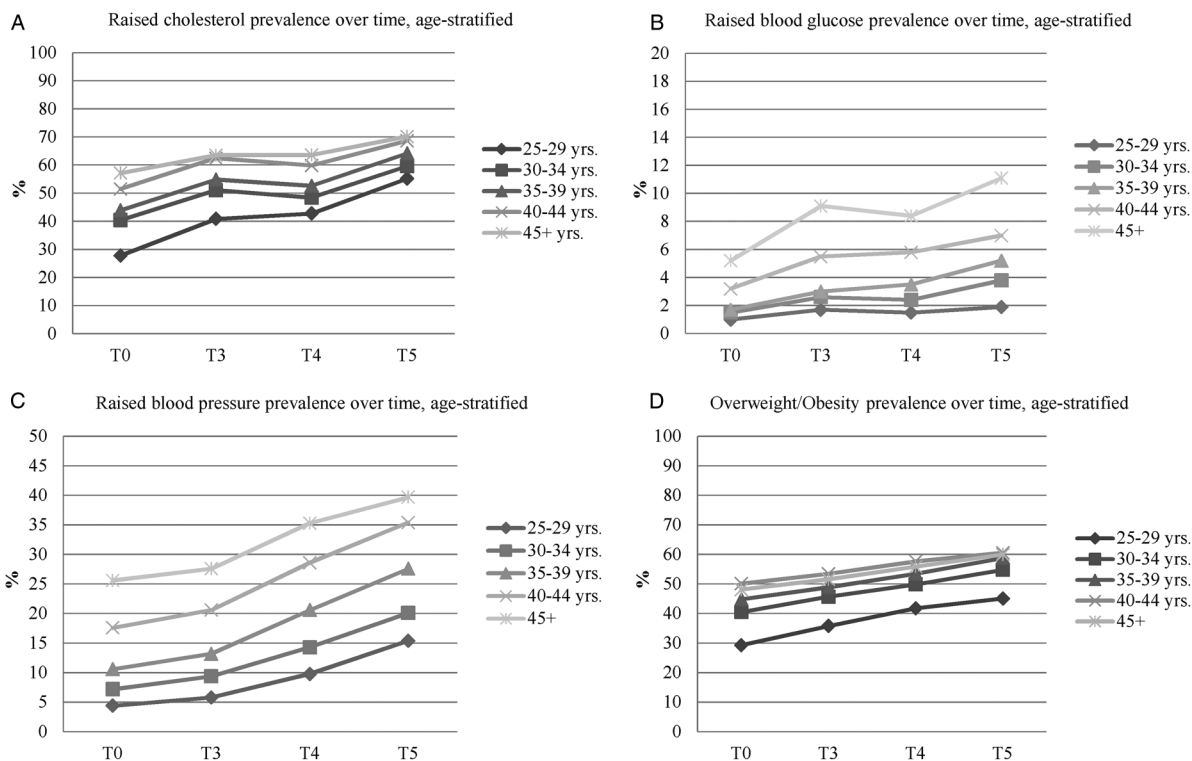 A
Raised cholesterol prevalence over time, age-stratified
100
90
80
70
60
50
40
30
20
10
0
%
T0 T3 T4 T5
25-29 yrs.
30-34 yrs.
35-39 yrs.
40-44 yrs.
45+ yrs.
B
Raised blood glucose prevalence over time, age-stratified
20
18
16
14
12
10
8
6
4
2
0
%
T0 T3 T4 T5
25-29 yrs.
30-34 yrs.
35-39 yrs.
40-44 yrs.
45+
C
Raised blood pressure prevalence over time, age-stratified
50
45
40
35
30
25
20
15
10
5
0
%
T0 T3 T4 T5
25-29 yrs.
30-34 yrs.
35-39 yrs.
40-44 yrs.
45+
D
Overweight/Obesity prevalence over time, age-stratified
100
90
80
70
60
50
40
30
20
10
0
%
T0 T3 T4 T5
25-29 yrs.
30-34 yrs.
35-39 yrs.
40-44 yrs.
45+